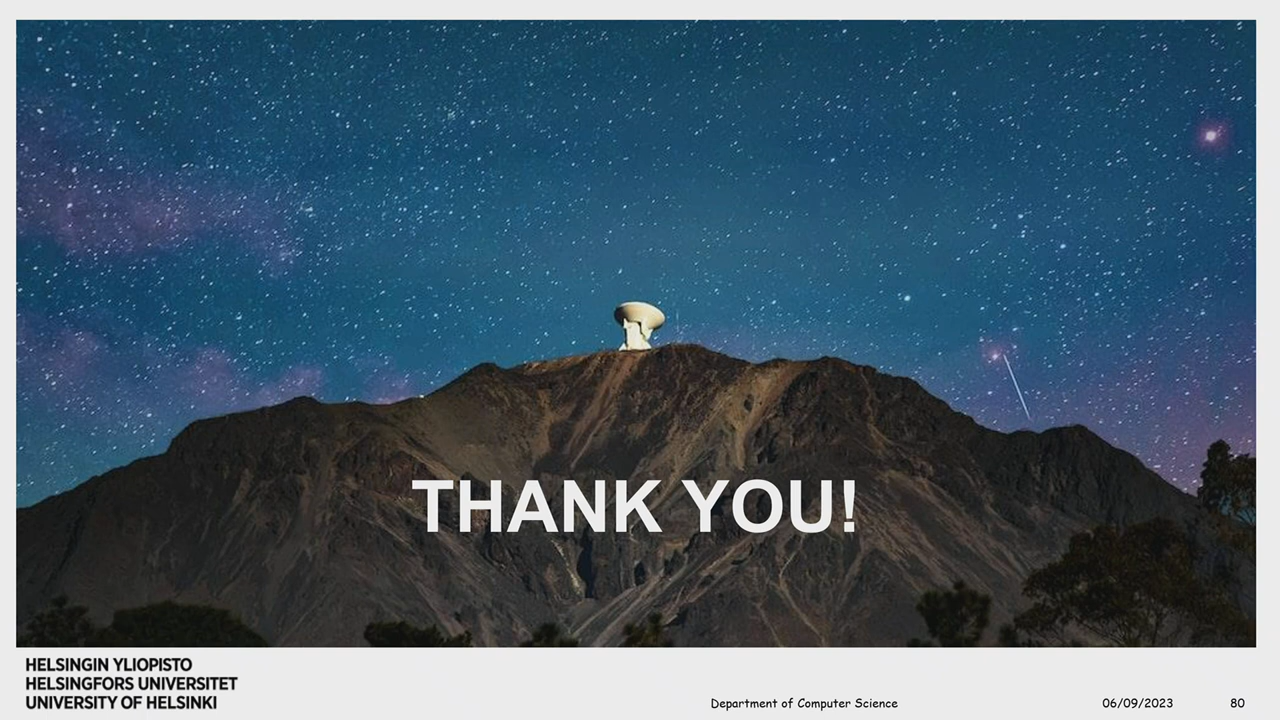 THANK YOU!
HELSINGIN YLIOPISTO
HELSINGFORS UNIVERSITET
UNIVERSITY OF HELSINKI
Department of Computer Science
06/09/2023
80